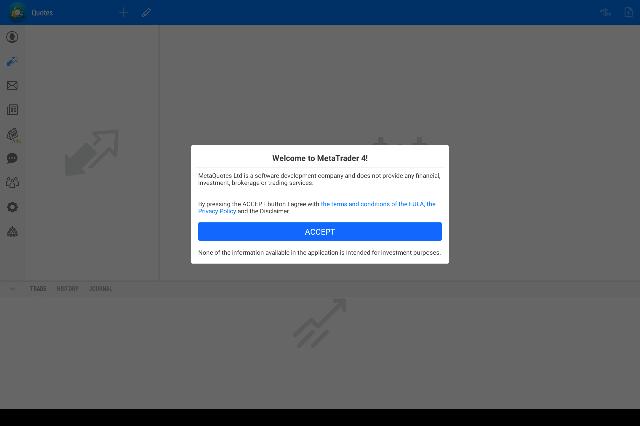 Quotes
Welcome to MetaTrader 4!
MetaQuotes Ltd is a software development company and does not provide any financial,
investment, brokerage or trading services.
By pressing the ACCEPT button I agree with the terms and conditions of the EULA, the
Privacy Policy and the Disclaimer.
ACCEPT
None of the information available in the application is intended for investment purposes.
TRADE HISTORY JOURNAL